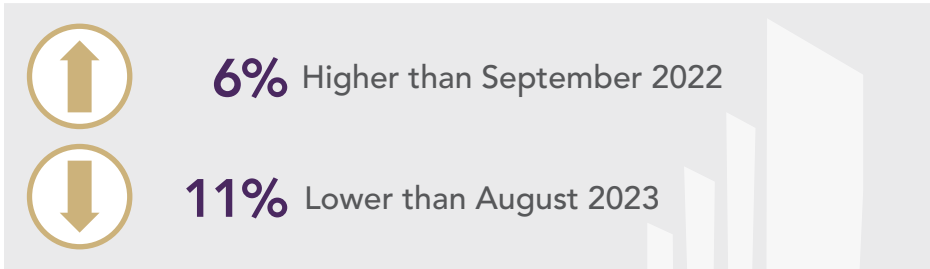 6% Higher than September 2022
11% Lower than August 2023